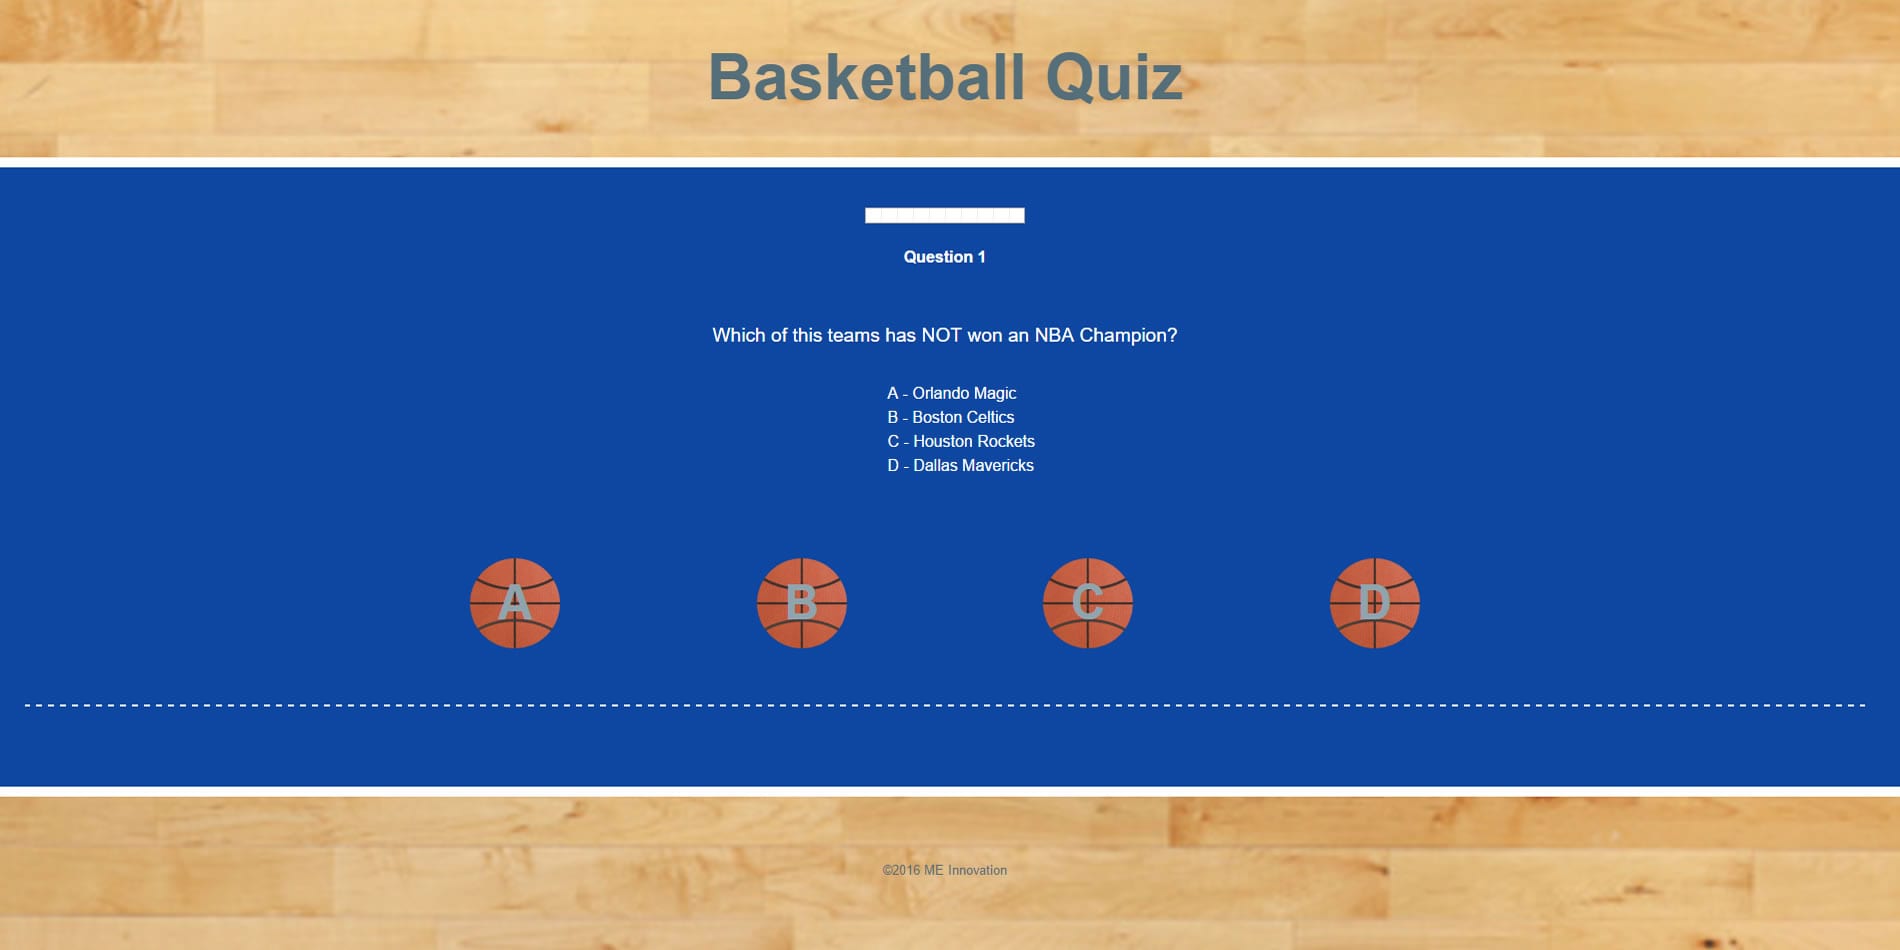 Basketball Quiz
Question 1
Which of this teams has NOT won an NBA Champion?
A - Orlando Magic
B - Boston Celtics
C - Houston Rockets
D - Dallas Mavericks
A B C D
©2016 ME Innovation